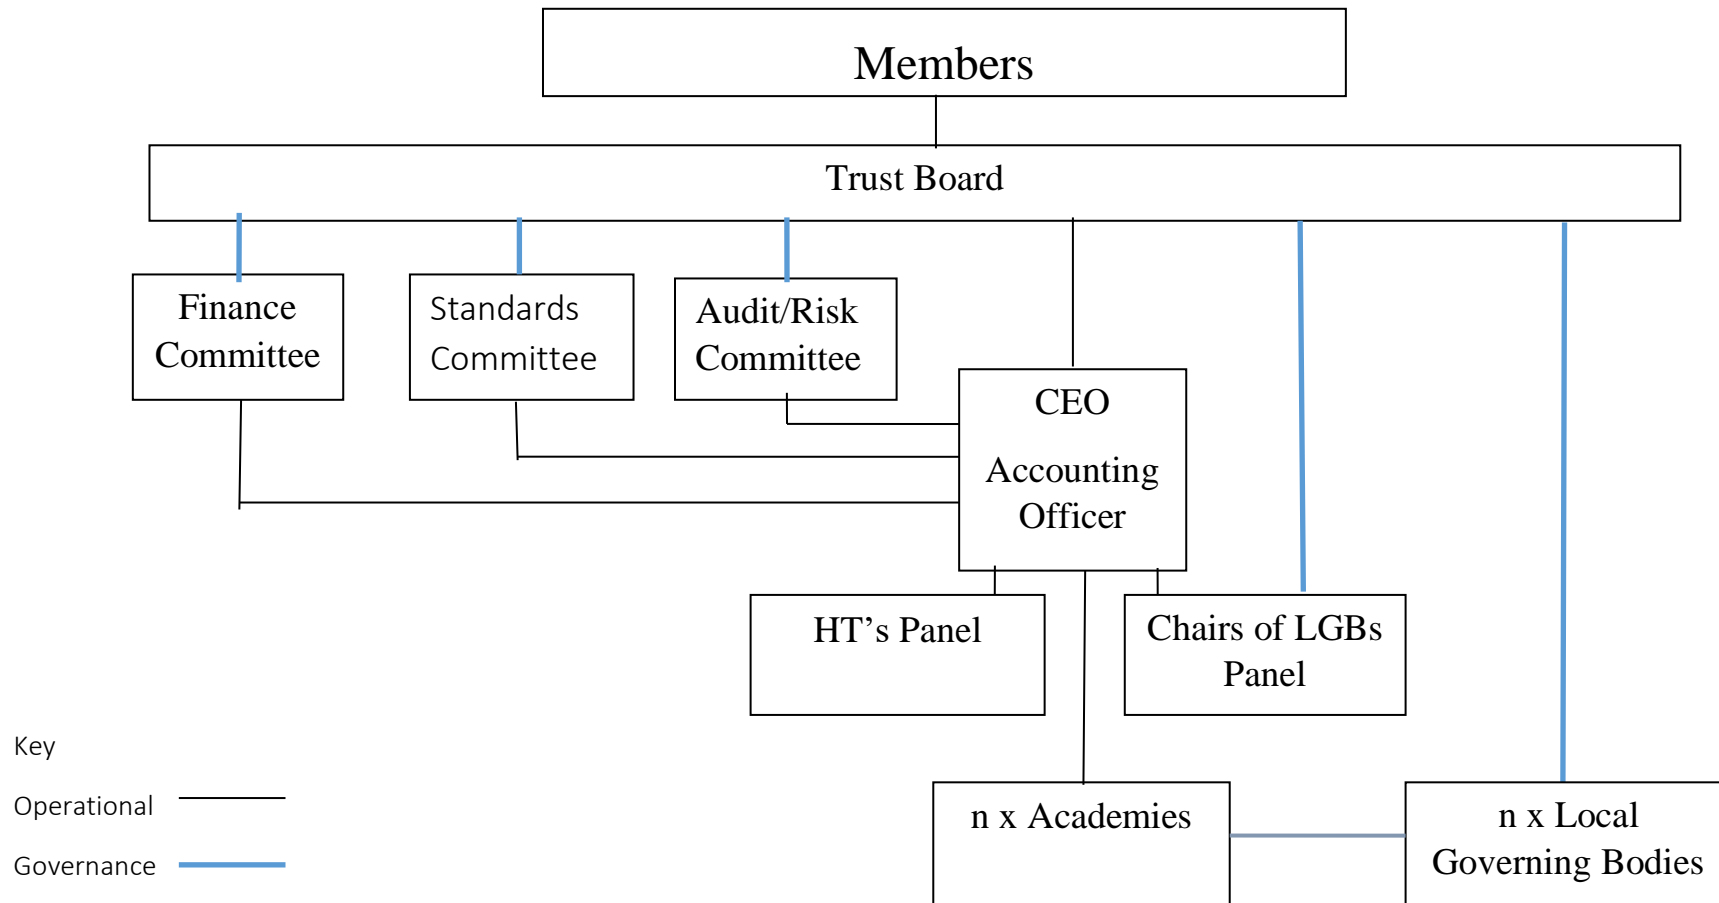 Members
Trust Board
Finance
Committee
Standards
Committee
Audit/Risk
Committee
CEO
Accounting
Officer
HT’s Panel
Chairs of LGBs
Panel
Key
Operational
Governance
n x Academies
n x Local
Governing Bodies